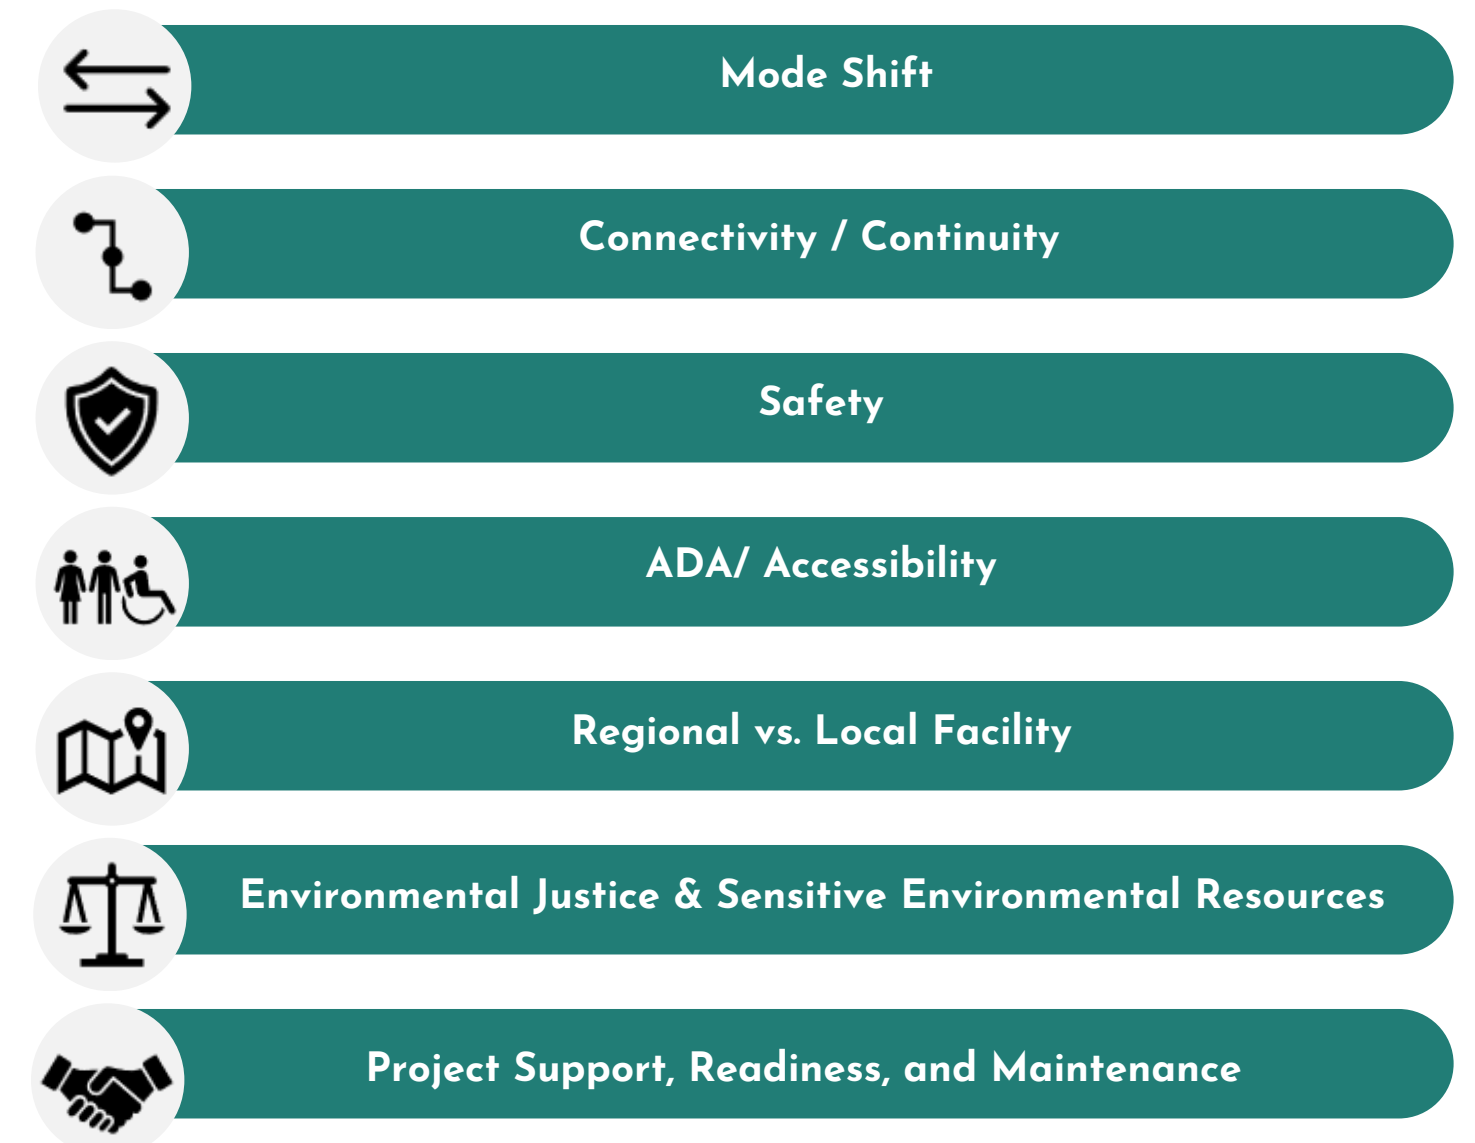 Mode Shift
Connectivity / Continuity
Safety
ADA/ Accessibility
Regional vs. Local Facility
Environmental Justice & Sensitive Environmental Resources
Project Support, Readiness, and Maintenance